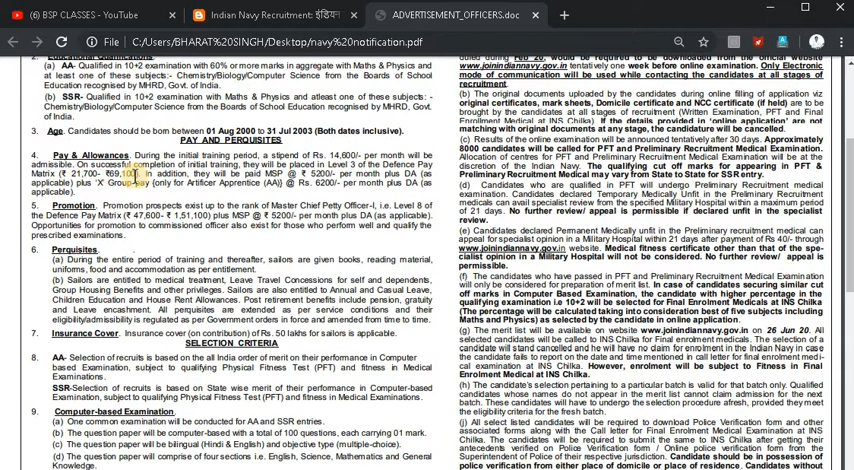 (6) BSP CLASSES - YouTube
Indian Navy Recruitment: इंडियन
ADVERTISEMENT_OFFICERS.doc
File
C:/Users/BHARAT%20SINGH/Desktop/navy%20notification.pdf
(a) AA- Qualified in 10+2 examination with 60% or more marks in aggregate with Maths & Physics and
at least one of these subjects:- Chemistry/Biology/Computer Science from the Boards of School
Education recognised by MHRD, Govt. of India.
(b) SSR- Qualified in 10+2 examination with Maths & Physics and atleast one of these subjects: -
Chemistry/Biology/Computer Science from the Boards of School Education recognised by MHRD, Govt.
of India.
3. Age. Candidates should be born between 01 Aug 2000 to 31 Jul 2003 (Both dates inclusive).
PAY AND PERQUISITES
4. Pay & Allowances. During the initial training period, a stipend of Rs. 14,600/- per month will be
admissible. On successful completion of initial training, they will be placed in Level 3 of the Defence Pay
Matrix (₹ 21,700- ₹69,100). In addition, they will be paid MSP @ ₹ 5200/- per month plus DA (as
applicable) plus 'X' Group pay {only for Artificer Apprentice (AA)} @ Rs. 6200/- per month plus DA (as
applicable).
5. Promotion. Promotion prospects exist up to the rank of Master Chief Petty Officer-I, i.e. Level 8 of
the Defence Pay Matrix (₹ 47,600- ₹ 1,51,100) plus MSP @ ₹ 5200/- per month plus DA (as applicable).
Opportunities for promotion to commissioned officer also exist for those who perform well and qualify the
prescribed examinations.
6. Perquisites.
(a) During the entire period of training and thereafter, sailors are given books, reading material,
uniforms, food and accommodation as per entitlement.
(b) Sailors are entitled to medical treatment, Leave Travel Concessions for self and dependents,
Group Housing Benefits and other privileges. Sailors are also entitled to Annual and Casual Leave,
Children Education and House Rent Allowances. Post retirement benefits include pension, gratuity
and Leave encashment. All perquisites are extended as per service conditions and their
eligibility/admissibility is regulated as per Government orders in force and amended from time to time.
7. Insurance Cover. Insurance cover (on contribution) of Rs. 50 lakhs for sailors is applicable.
SELECTION CRITERIA
8. AA- Selection of recruits is based on the all India order of merit on their performance in Computer
based Examination, subject to qualifying Physical Fitness Test (PFT) and fitness in Medical
Examinations.
SSR-Selection of recruits is based on State wise merit of their performance in Computer-based
Examination, subject to qualifying Physical Fitness Test (PFT) and fitness in Medical Examinations.
9. Computer-based Examination.
(a) One common examination will be conducted for AA and SSR entries.
(b) The question paper will be computer-based with a total of 100 questions, each carrying 01 mark.
(c) The question paper will be bilingual (Hindi & English) and objective type (multiple-choice).
(d) The question paper will comprise of four sections i.e. English, Science, Mathematics and General
Knowledge.
www.joinindiannavy.gov.in tentatively one week before online examination. Only Electronic
mode of communication will be used while contacting the candidates at all stages of
recruitment.
(b) The original documents uploaded by the candidates during online filling of application viz
original certificates, mark sheets, Domicile certificate and NCC certificate (if held) are to be
brought by the candidates at all stages of recruitment (Written Examination, PFT and Final
Enrolment Medical at INS Chilka). If the details provided in 'online application' are not
matching with original documents at any stage, the candidature will be cancelled.
(c) Results of the online examination will be announced tentatively after 30 days. Approximately
8000 candidates will be called for PFT and Preliminary Recruitment Medical Examination.
Allocation of centres for PFT and Preliminary Recruitment Medical Examination will be at the
discretion of the Indian Navy. The qualifying cut off marks for appearing in PFT &
Preliminary Recruitment Medical may vary from State to State for SSR entry.
(d) Candidates who are qualified in PFT will undergo Preliminary Recruitment Medical
examination. Candidates declared Temporary Medically Unfit in the Preliminary Recruitment
medicals can avail specialist review from the specified Military Hospital within a maximum period
of 21 days. No further review/ appeal is permissible if declared unfit in the specialist
review.
(e) Candidates declared Permanent Medically unfit in the Preliminary recruitment medical can
appeal for specialist opinion in a Military Hospital within 21 days after payment of Rs 40/- through
www.joinindiannavy.gov.in website. Medical fitness certificate other than that of the spe-
cialist opinion in a Military Hospital will not be considered. No further review/ appeal is
permissible.
(f) The candidates who have passed in PFT and Preliminary Recruitment Medical Examination
will only be considered for preparation of merit list. In case of candidates securing similar cut
off marks in Computer Based Examination, the candidate with higher percentage in the
qualifying examination i.e 10+2 will be selected for Final Enrolment Medicals at INS Chilka
(The percentage will be calculated taking into consideration best of five subjects including
Maths and Physics) as selected by the candidate in online application.
(g) The merit list will be available on website www.joinindiannavy.gov.in on 26 Jun 20. All
selected candidates will be called to INS Chilka for Final enrolment medicals. The selection of a
candidate will stand cancelled and he will have no claim for enrolment in the Indian Navy in case
the candidate fails to report on the date and time mentioned in call letter for final enrolment medi-
cal examination at INS Chilka. However, enrolment will be subject to Fitness in Final
Enrolment Medical at INS Chilka.
(h) The candidate's selection pertaining to a particular batch is valid for that batch only. Qualified
candidates whose names do not appear in the merit list cannot claim admission for the next
batch. These candidates will have to undergo the selection procedure afresh, provided they meet
the eligibility criteria for the fresh batch.
(j) All select candidates will be required to download Police Verification form and other
associated forms along with the Call letter for Final Enrolment Medical Examinations at INS
Chilka. The candidates will be required to submit the same to INS Chilka after getting their
antecedents verified on Police Verification form / Online police verification form from the
Superintendent of Police of their respective jurisdiction. Candidate should be in possession of
police verification from either place of domicile or place of residence. Candidates without